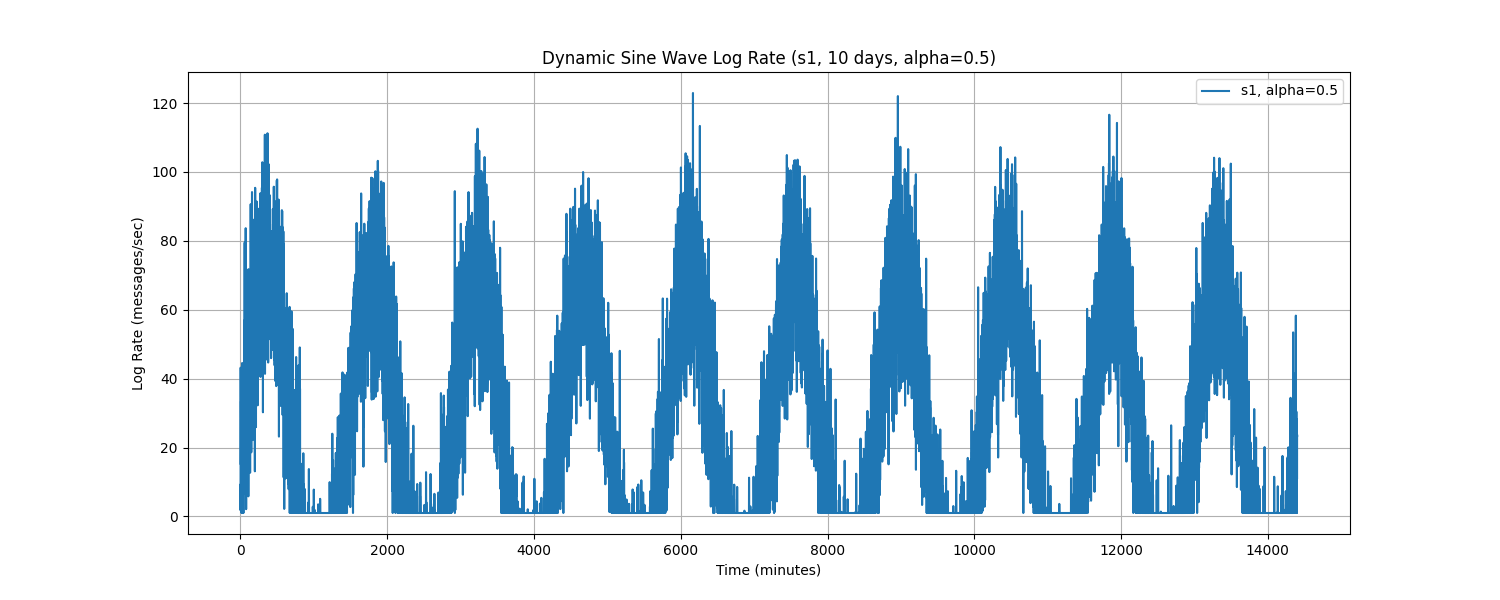 Dynamic Sine Wave Log Rate (s1, 10 days, alpha=0.5)
s1, alpha=0.5
Log Rate (messages/sec)
120
100
80
60
40
20
0
0 2000 4000 6000 8000 10000 12000 14000
Time (minutes)